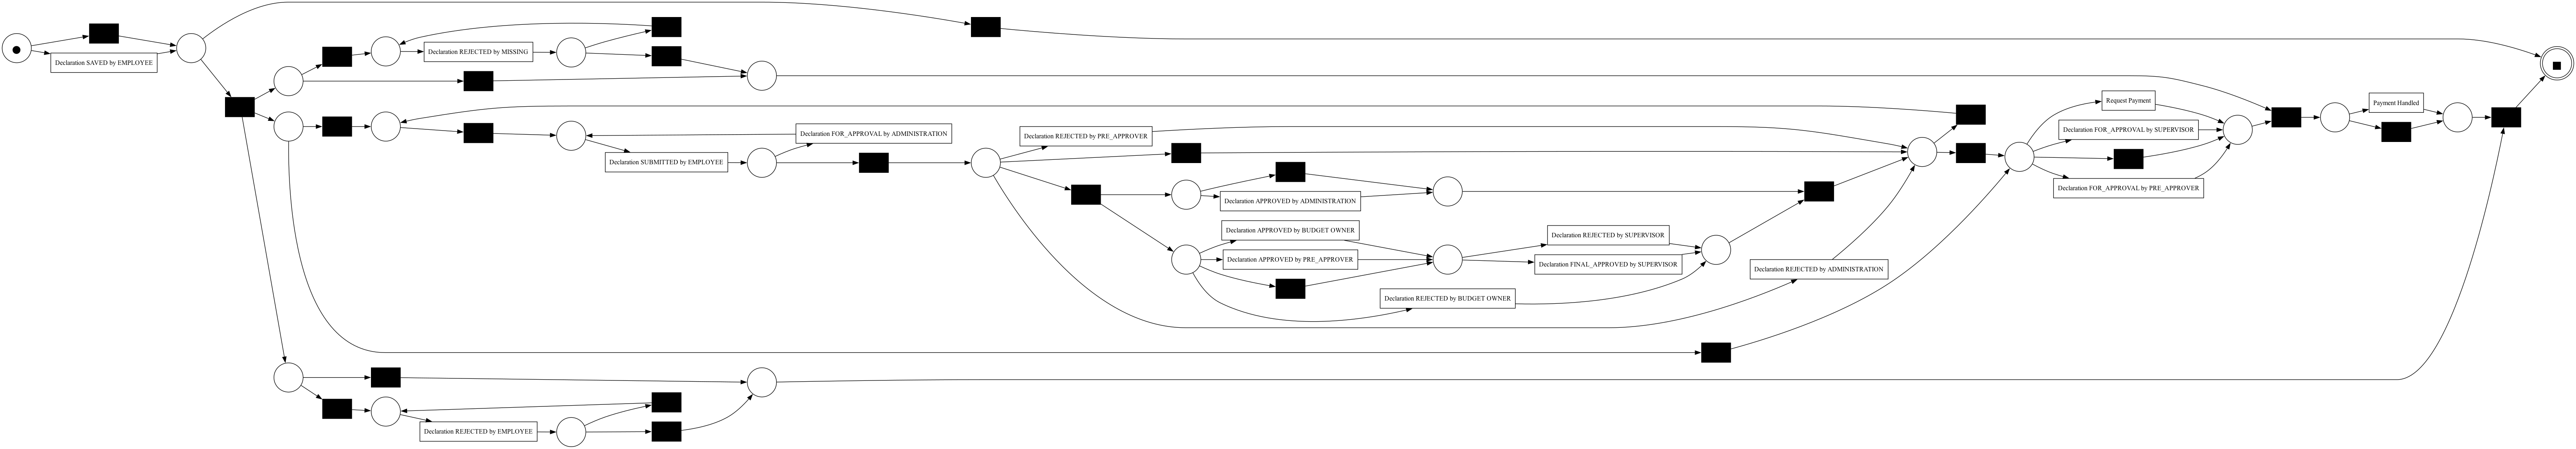 Declaration SAVED by EMPLOYEE
Declaration REJECTED by MISSING
Declaration FOR_APPROVAL by ADMINISTRATION
Declaration SUBMITTED by EMPLOYEE
Declaration REJECTED by PRE_APPROVER
Declaration APPROVED by ADMINISTRATION
Declaration APPROVED by BUDGET OWNER
Declaration APPROVED by PRE_APPROVER
Declaration REJECTED by BUDGET OWNER
Declaration REJECTED by SUPERVISOR
Declaration FINAL_APPROVED by SUPERVISOR
Declaration REJECTED by ADMINISTRATION
Request Payment
Declaration FOR_APPROVAL by SUPERVISOR
Declaration FOR_APPROVAL by PRE_APPROVER
Payment Handled
Declaration REJECTED by EMPLOYEE